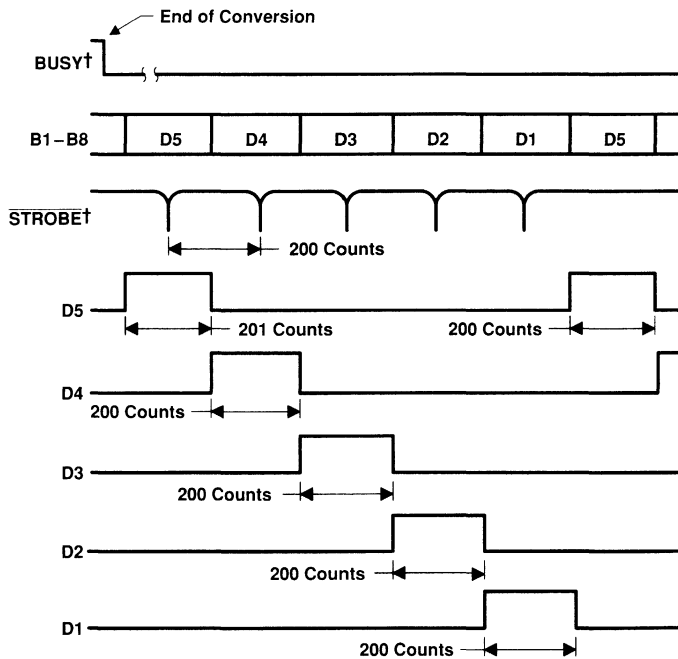 End of Conversion
BUSY†
B1–B8 D5 D4 D3 D2 D1 D5
STROBE†
200 Counts
D5
201 Counts 200 Counts
D4
200 Counts
D3
200 Counts
D2
200 Counts
D1
200 Counts